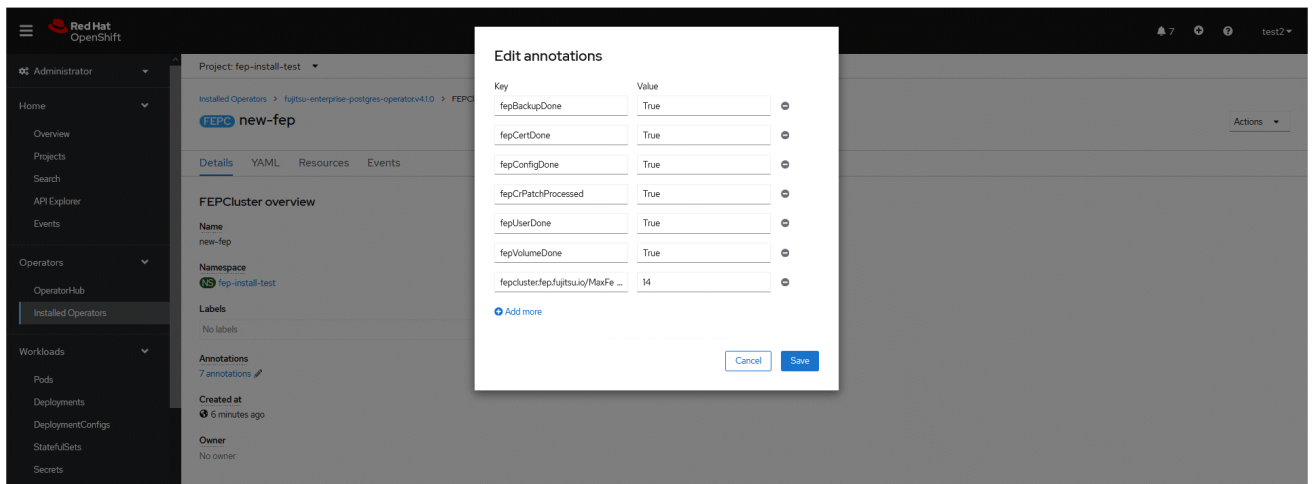 Red Hat
OpenShift
7
test2
Administrator
Home
Overview
Projects
Search
API Explorer
Events
Operators
OperatorHub
Installed Operators
Workloads
Pods
Deployments
DeploymentConfigs
StatefulSets
Secrets
Project: fep-install-test
Installed Operators > fujitsu-enterprise-postgres-operator.v4.1.0 > FEPCl
FEPC new-fep
Actions
Details YAML Resources Events
FEPCluster overview
Name
new-fep
Namespace
NS fep-install-test
Labels
No labels
Annotations
7 annotations
Created at
6 minutes ago
Owner
No owner
Edit annotations
Key Value
fepBackupDone True
fepCertDone True
fepConfigDone True
fepCrPatchProcessed True
fepUserDone True
fepVolumeDone True
fepcluster.fep.fujitsu.io/MaxFe ... 14
Add more
Cancel Save